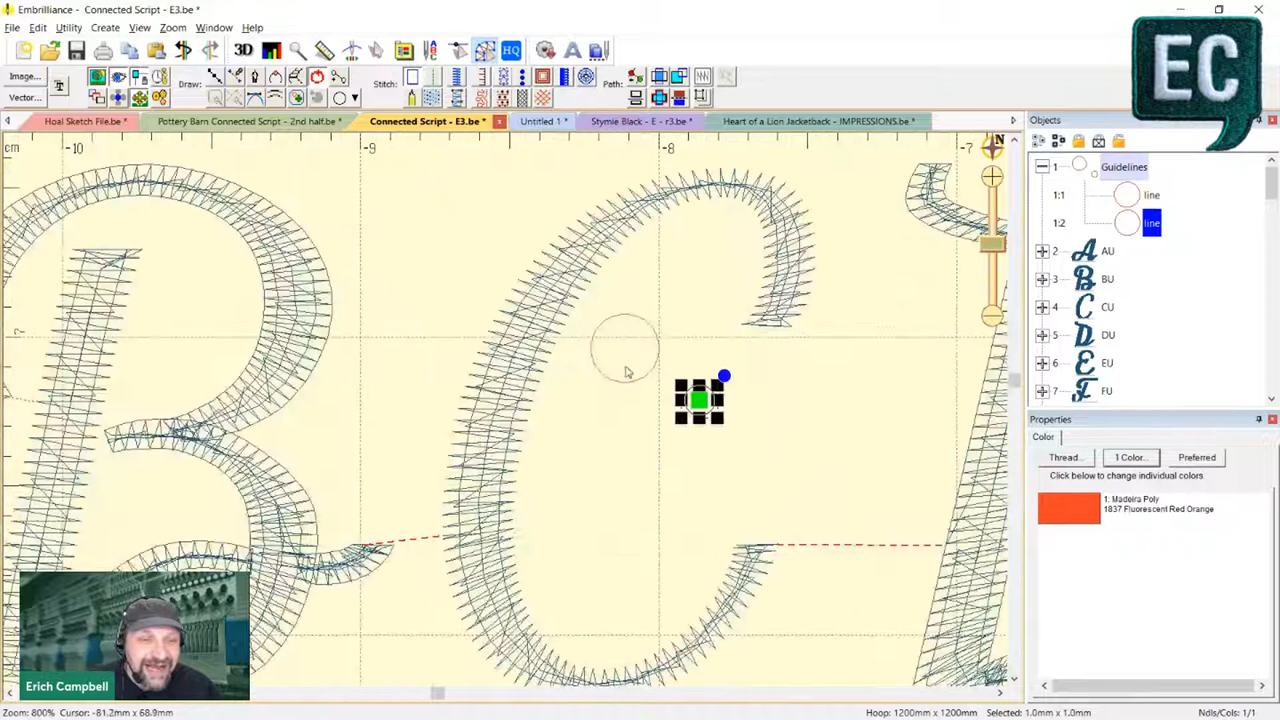 Embrilliance - Connected Script - E3.be *
File Edit Utility Create View Window Zoom Help
3D HQ A
Image... T Draw: Stitch: Path:
Vector...
Hoal Sketch File.be * Pottery Barn Connected Script - 2nd half.be * Connected Script - E3.be * x Untitled 1 * Stymie Black - E - r3.be * Heart of a Lion Jacketback - IMPRESSIONS.be *
cm -10 -9 -8 -7 N
Objects
1 Guidelines
1:1 line
1:2 line
2 A AU
3 B BU
4 C CU
5 D DU
6 E EU
7 F FU
Properties
Color
Thread... 1 Color... Preferred
Click below to change individual colors
1: Madeira Poly
1837 Fluorescent Red Orange
EC
Erich Campbell
Zoom: 800% Cursor: -81.2mm x 68.9mm Hoop: 1200mm x 1200mm Selected: 1.0mm x 1.0mm Ndls/Cols: 1/1